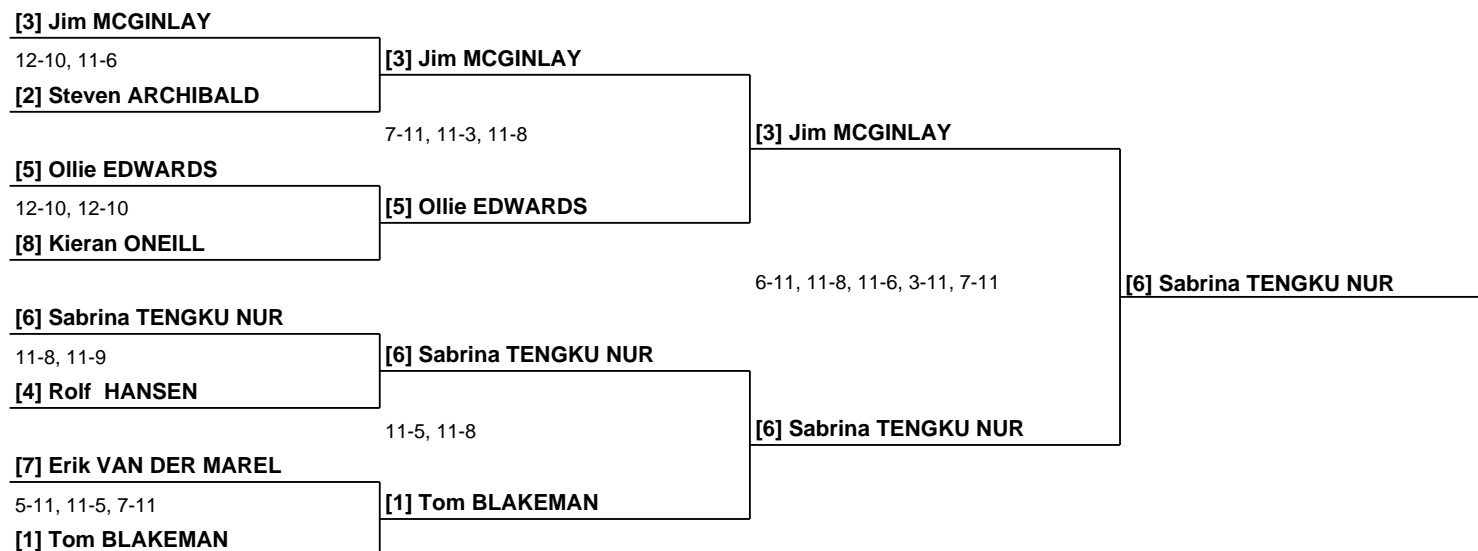 [3] Jim MCGINLAY
12-10, 11-6
[3] Jim MCGINLAY
[2] Steven ARCHIBALD
7-11, 11-3, 11-8
[3] Jim MCGINLAY
[5] Ollie EDWARDS
12-10, 12-10
[5] Ollie EDWARDS
[8] Kieran ONEILL
6-11, 11-8, 11-6, 3-11, 7-11
[6] Sabrina TENGKU NUR
[6] Sabrina TENGKU NUR
11-8, 11-9
[6] Sabrina TENGKU NUR
[4] Rolf  HANSEN
11-5, 11-8
[6] Sabrina TENGKU NUR
[7] Erik VAN DER MAREL
5-11, 11-5, 7-11
[1] Tom BLAKEMAN
[1] Tom BLAKEMAN